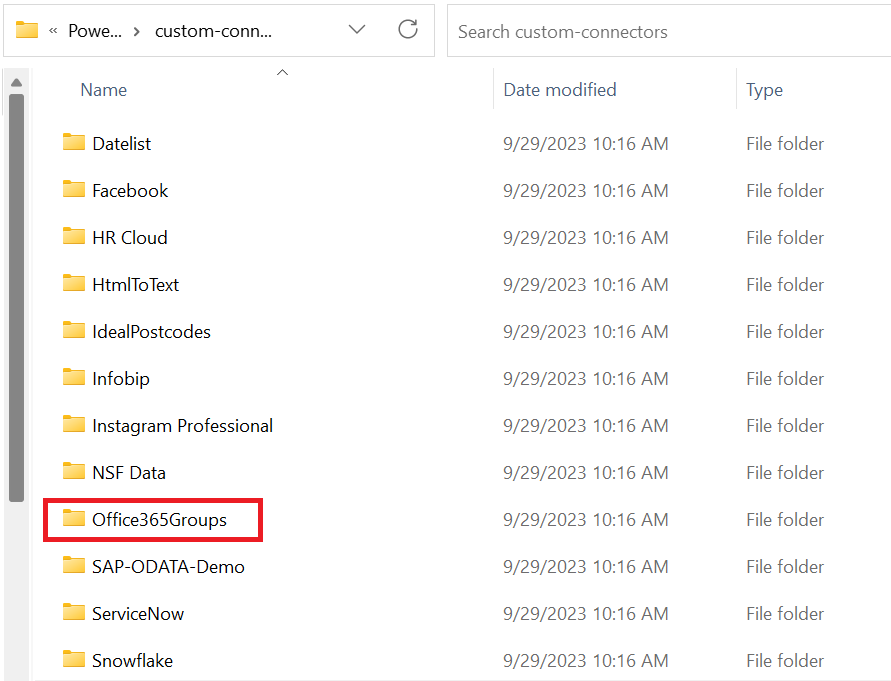 « Powe... › custom-conn...
Search custom-connectors
Name Date modified Type
Datelist 9/29/2023 10:16 AM File folder
Facebook 9/29/2023 10:16 AM File folder
HR Cloud 9/29/2023 10:16 AM File folder
HtmlToText 9/29/2023 10:16 AM File folder
IdealPostcodes 9/29/2023 10:16 AM File folder
Infobip 9/29/2023 10:16 AM File folder
Instagram Professional 9/29/2023 10:16 AM File folder
NSF Data 9/29/2023 10:16 AM File folder
Office365Groups 9/29/2023 10:16 AM File folder
SAP-ODATA-Demo 9/29/2023 10:16 AM File folder
ServiceNow 9/29/2023 10:16 AM File folder
Snowflake 9/29/2023 10:16 AM File folder